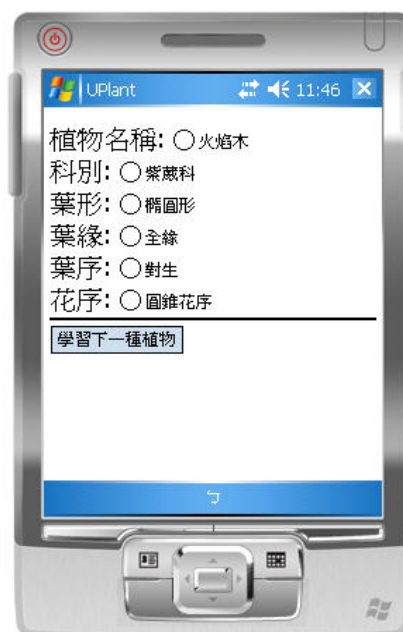 UPlant 11:46
植物名稱: 火焰木
科別: 紫葳科
葉形: 橢圓形
葉緣: 全緣
葉序: 對生
花序: 圓錐花序
學習下一種植物
ㄅ